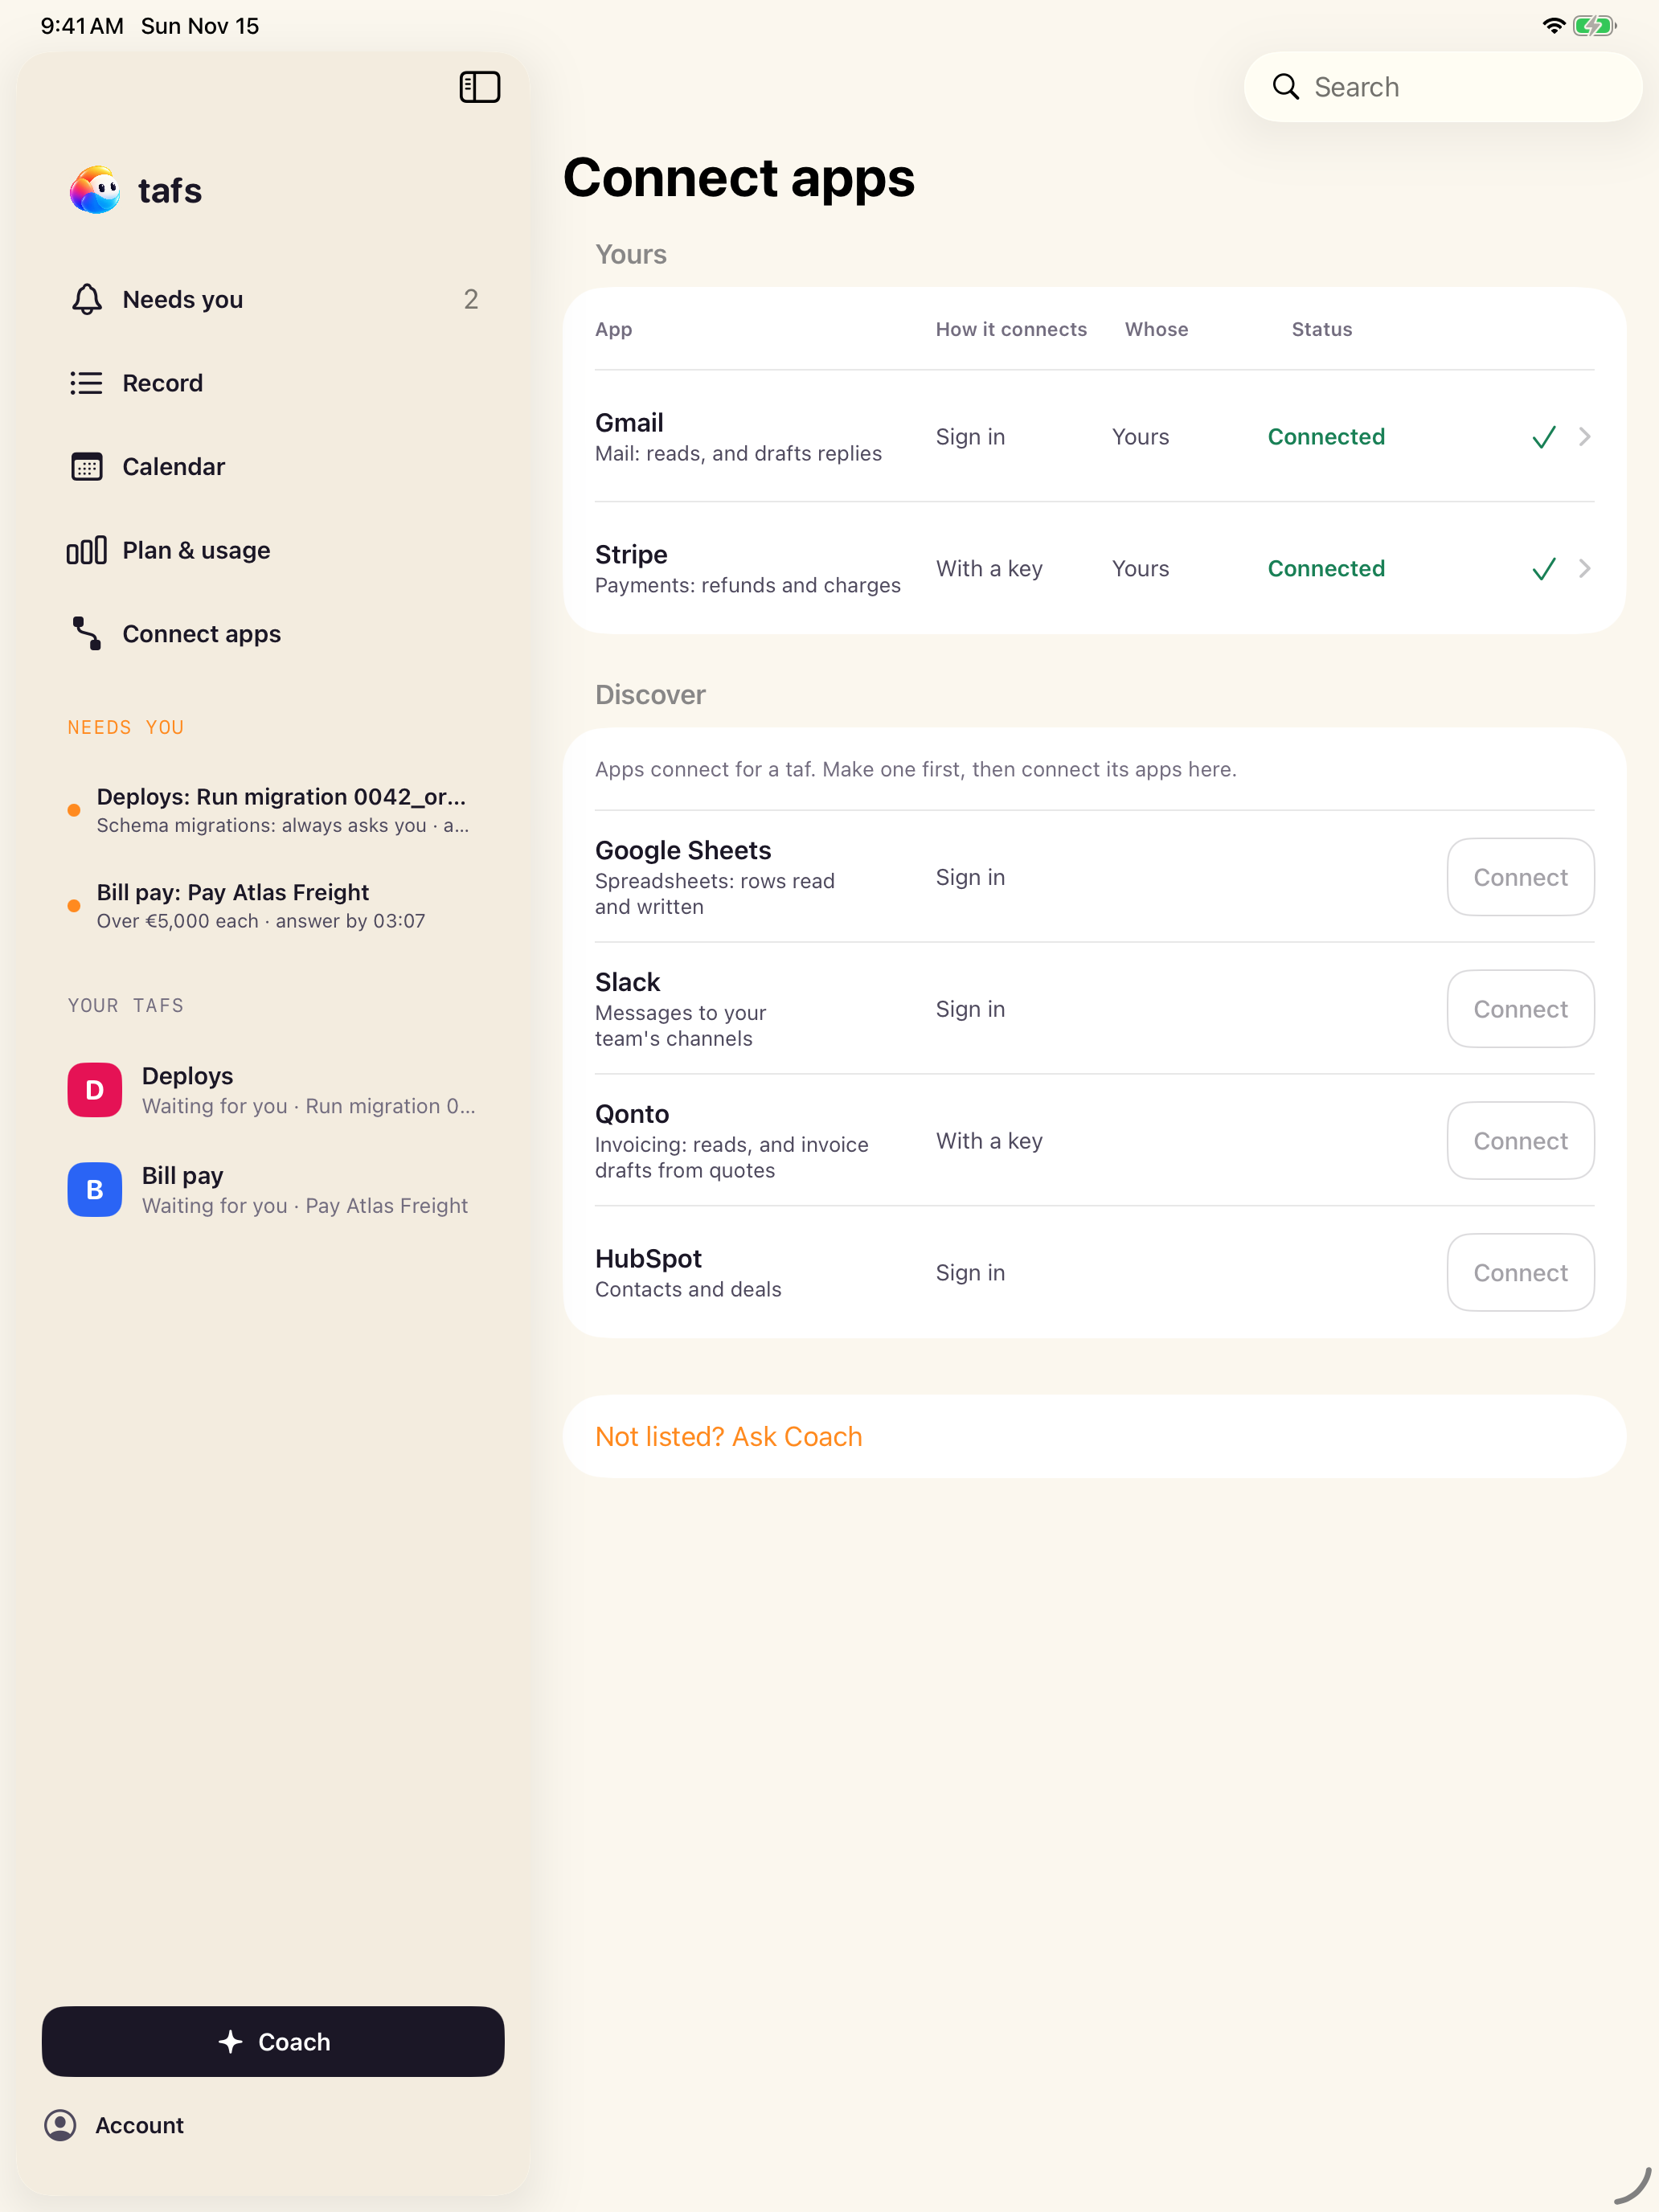 9:41 AM Sun Nov 15
Search
tafs
Needs you 2
Record
Calendar
Plan & usage
Connect apps
NEEDS YOU
Deploys: Run migration 0042_or...
Schema migrations: always asks you · a...
Bill pay: Pay Atlas Freight
Over €5,000 each · answer by 03:07
YOUR TAFS
D
Deploys
Waiting for you · Run migration 0...
B
Bill pay
Waiting for you · Pay Atlas Freight
Coach
Account
Connect apps
Yours
App How it connects Whose Status
Gmail
Mail: reads, and drafts replies
Sign in Yours Connected
Stripe
Payments: refunds and charges
With a key Yours Connected
Discover
Apps connect for a taf. Make one first, then connect its apps here.
Google Sheets
Spreadsheets: rows read
and written
Sign in Connect
Slack
Messages to your
team's channels
Sign in Connect
Qonto
Invoicing: reads, and invoice
drafts from quotes
With a key Connect
HubSpot
Contacts and deals
Sign in Connect
Not listed? Ask Coach